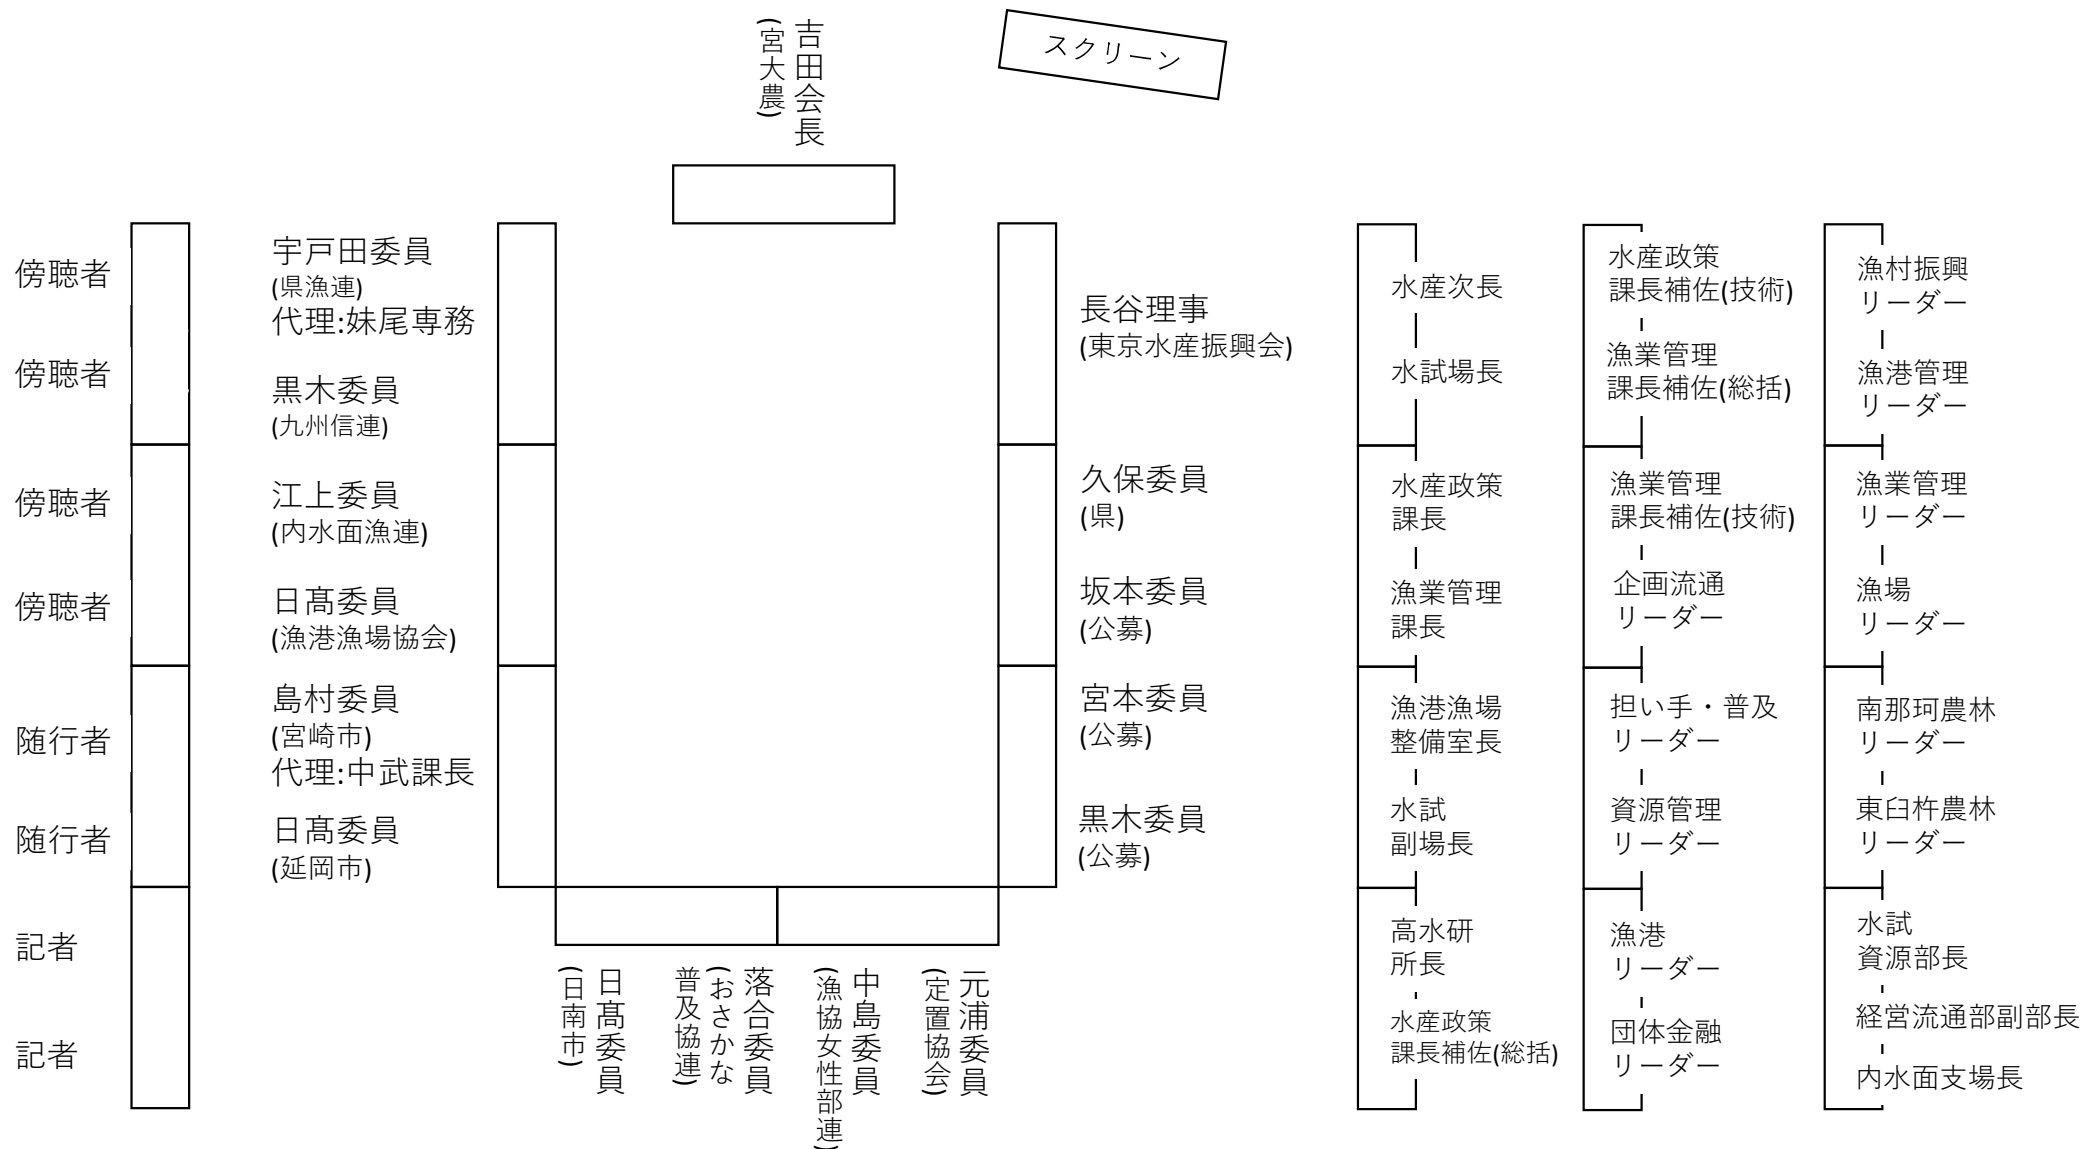 吉田会長
(宮大農)
スクリーン
傍聴者
傍聴者
傍聴者
傍聴者
随行者
随行者
記者
記者
宇戸田委員
(県漁連)
代理:妹尾専務
黒木委員
(九州信連)
江上委員
(内水面漁連)
日髙委員
(漁港漁場協会)
島村委員
(宮崎市)
代理:中武課長
日髙委員
(延岡市)
日髙委員
(日南市)
落合委員
(おさかな
普及協連)
中島委員
(漁協女性部連)
元浦委員
(定置協会)
長谷理事
(東京水産振興会)
久保委員
(県)
坂本委員
(公募)
宮本委員
(公募)
黒木委員
(公募)
水産次長
水試場長
水産政策
課長
漁業管理
課長
漁港漁場
整備室長
水試
副場長
高水研
所長
水産政策
課長補佐(総括)
水産政策
課長補佐(技術)
漁業管理
課長補佐(総括)
漁業管理
課長補佐(技術)
企画流通
リーダー
担い手・普及
リーダー
資源管理
リーダー
漁港
リーダー
団体金融
リーダー
漁村振興
リーダー
漁港管理
リーダー
漁業管理
リーダー
漁場
リーダー
南那珂農林
リーダー
東臼杵農林
リーダー
水試
資源部長
経営流通部副部長
内水面支場長